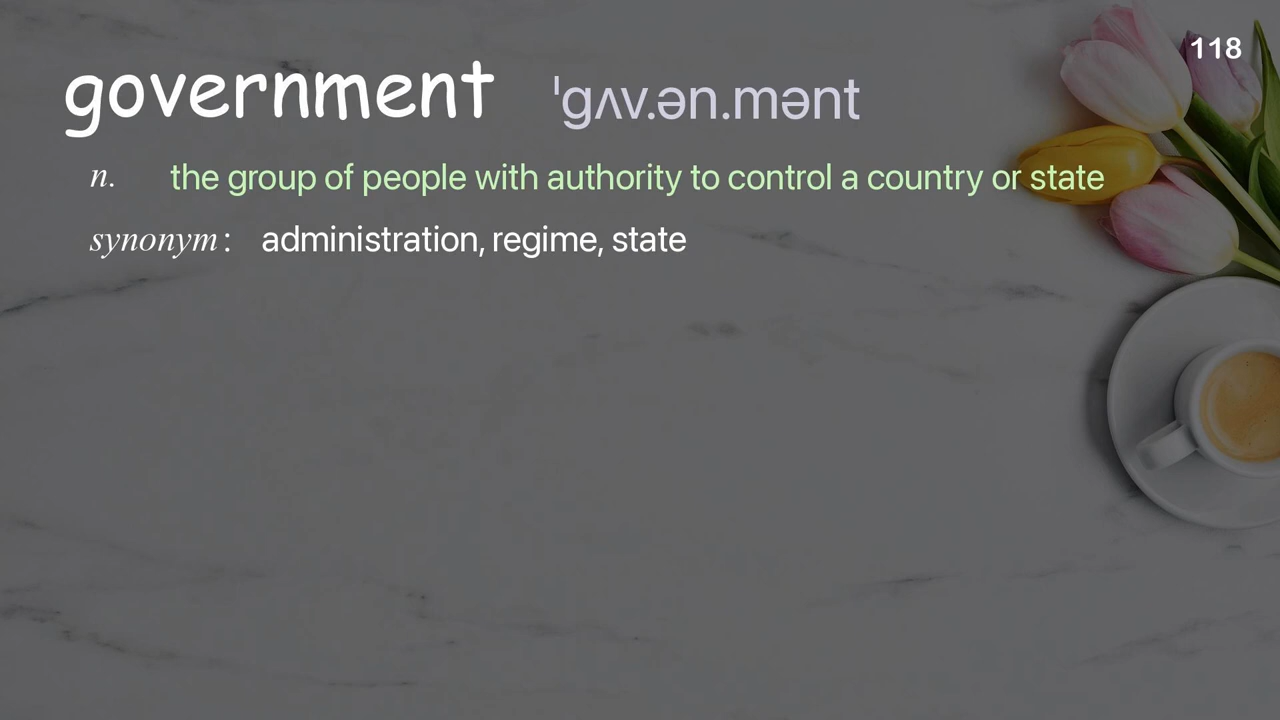 118
government ˈɡʌv.ən.mənt
n. the group of people with authority to control a country or state
synonym: administration, regime, state